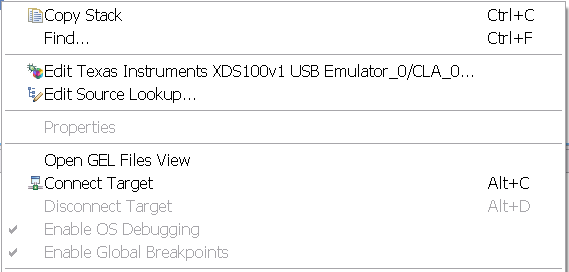 Copy Stack Ctrl+C
Find... Ctrl+F
Edit Texas Instruments XDS100v1 USB Emulator_0/CLA_0...
Edit Source Lookup...
Properties
Open GEL Files View
Connect Target Alt+C
Disconnect Target Alt+D
Enable OS Debugging
Enable Global Breakpoints